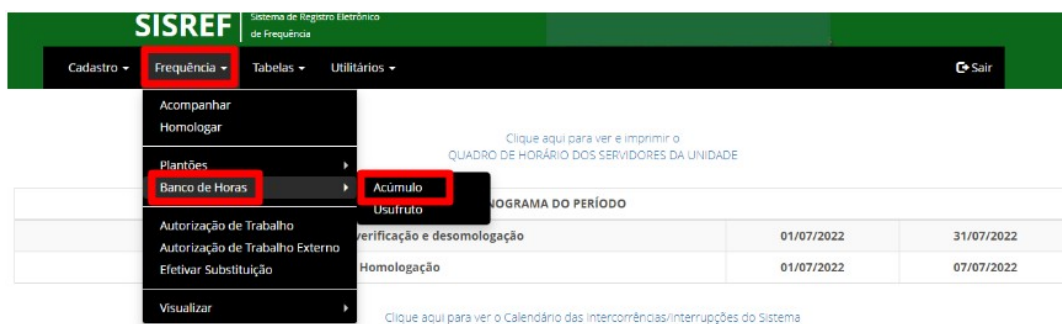 SISREF
Sistema de Registro Eletrônico
de Frequência
Cadastro
Frequência
Tabelas
Utilitários
Sair
Acompanhar
Homologar
Plantões
Banco de Horas
Acúmulo
Usufruto
Autorização de Trabalho
Autorização de Trabalho Externo
Efetivar Substituição
Visualizar
Clique aqui para ver e imprimir o
QUADRO DE HORÁRIO DOS SERVIDORES DA UNIDADE
NOGRAMA DO PERÍODO
verificação e desomologação 01/07/2022 31/07/2022
Homologação 01/07/2022 07/07/2022
Clique aqui para ver o Calendário das Intercorrências/Interrupções do Sistema